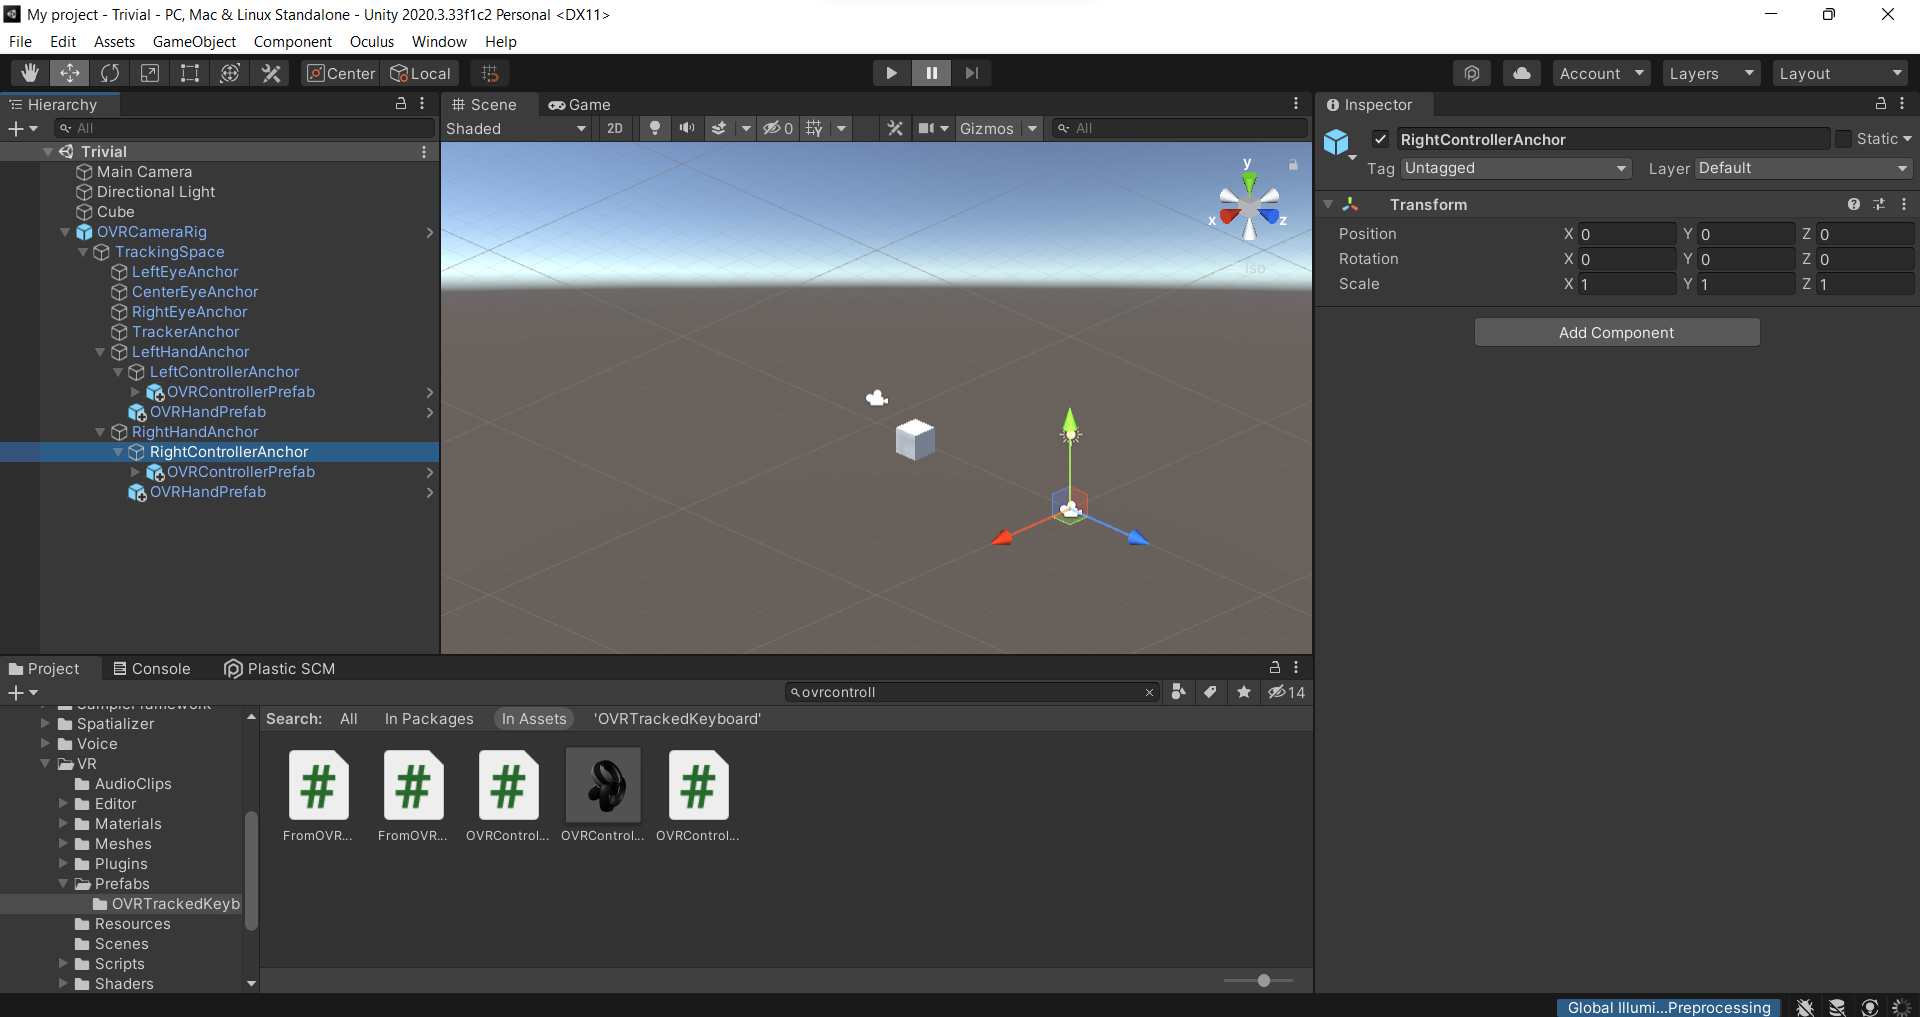 My project - Trivial - PC, Mac & Linux Standalone - Unity 2020.3.33f1c2 Personal <DX11>
File Edit Assets GameObject Component Oculus Window Help
Center Local Account Layers Layout
Hierarchy
All
Trivial
Main Camera
Directional Light
Cube
OVRCameraRig
TrackingSpace
LeftEyeAnchor
CenterEyeAnchor
RightEyeAnchor
TrackerAnchor
LeftHandAnchor
LeftControllerAnchor
OVRControllerPrefab
OVRHandPrefab
RightHandAnchor
RightControllerAnchor
OVRControllerPrefab
OVRHandPrefab
Scene Game
Shaded 2D 0 Gizmos All
y
x z
Iso
Inspector
RightControllerAnchor Static
Tag Untagged Layer Default
Transform
Position X 0 Y 0 Z 0
Rotation X 0 Y 0 Z 0
Scale X 1 Y 1 Z 1
Add Component
Project Console Plastic SCM
ovrcontroll 14
SampleFramework
Spatializer
Voice
VR
AudioClips
Editor
Materials
Meshes
Plugins
Prefabs
OVRTrackedKeyb
Resources
Scenes
Scripts
Shaders
Search: All In Packages In Assets 'OVRTrackedKeyboard'
FromOVR... FromOVR... OVRControl... OVRControl... OVRControl...
Global Illumi...Preprocessing